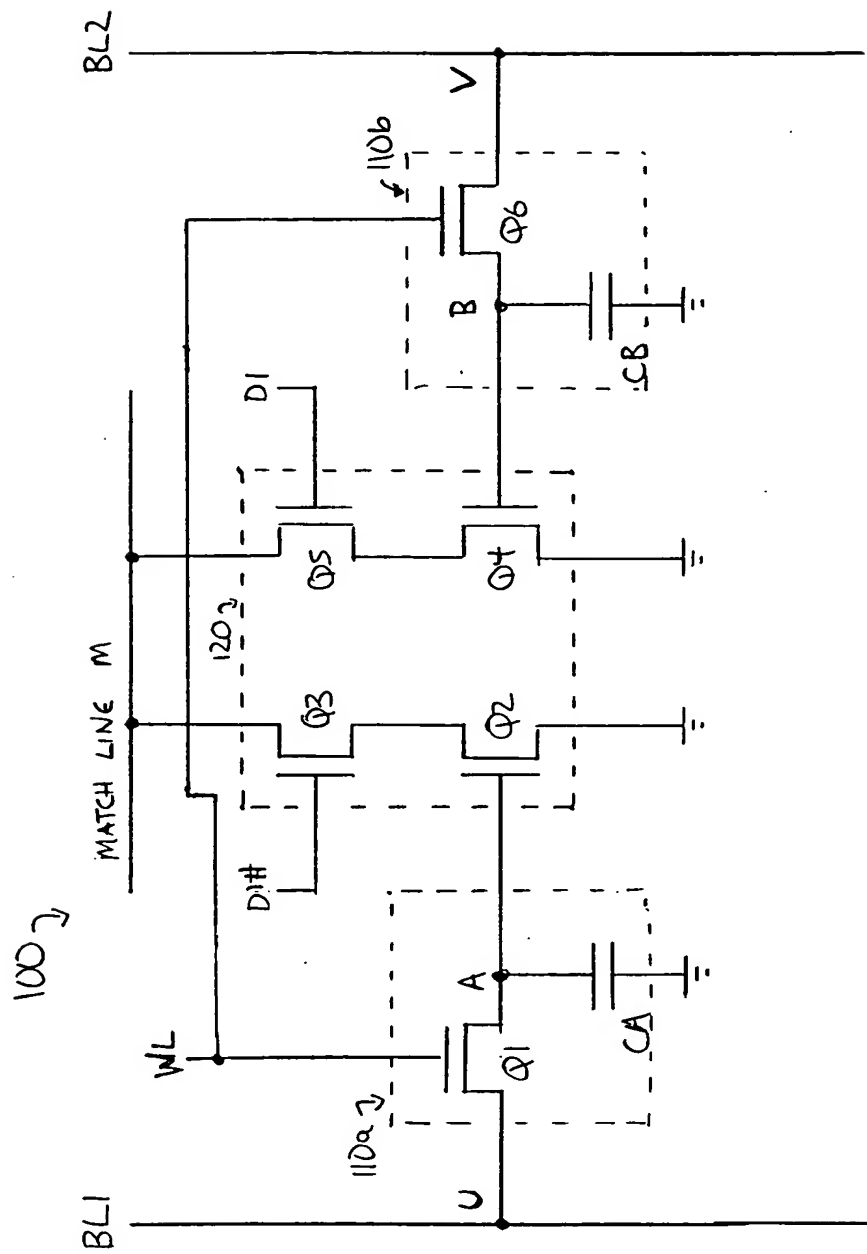 100
BL1
BL2
MATCH LINE M
WL
D1#
D1
120
Q3
Q5
Q2
Q4
110a
110b
Q1
Q6
A
B
U
V
CA
CB